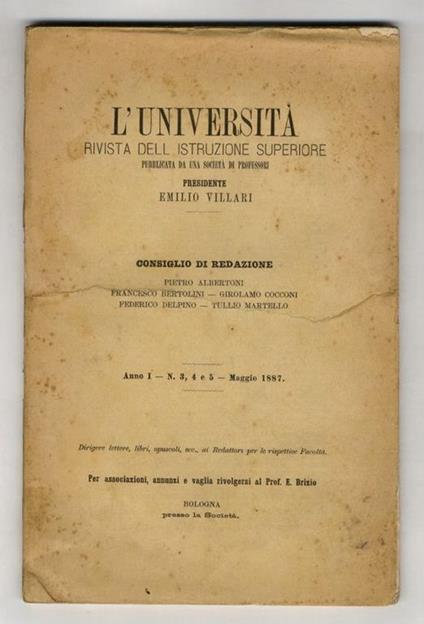 L'UNIVERSITÀ
RIVISTA DELL ISTRUZIONE SUPERIORE
PUBBLICATA DA UNA SOCIETÀ DI PROFESSORI
PRESIDENTE
EMILIO VILLARI
CONSIGLIO DI REDAZIONE
PIETRO ALBERTONI
FRANCESCO BERTOLINI — GIROLAMO COCCONI
FEDERICO DELPINO — TULLIO MARTELLO
Anno I — N. 3, 4 e 5 — Maggio 1887.
Dirigere lettere, libri, opuscoli, ecc., ai Redattori per le rispettive Facoltà.
Per associazioni, annunzi e vaglia rivolgersi al Prof. E. Brizio
BOLOGNA
presso la Società.